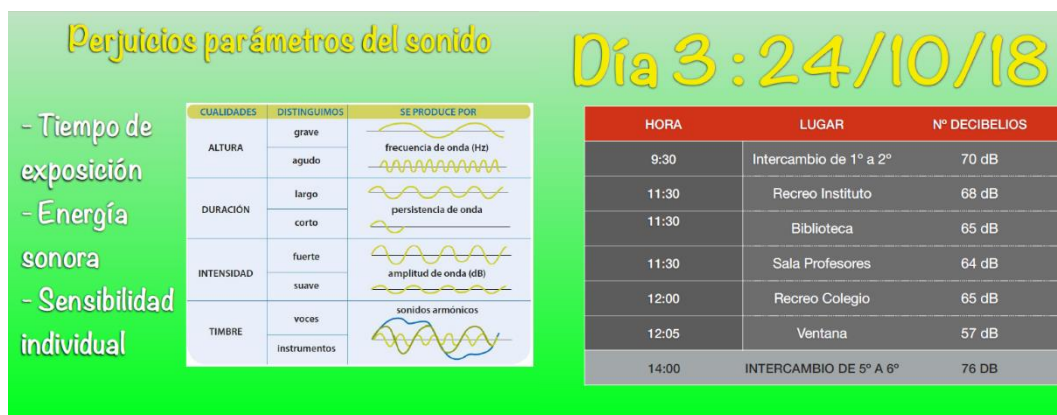 Perjuicios parámetros del sonido
- Tiempo de
exposición
- Energía
sonora
- Sensibilidad
individual
CUALIDADES DISTINGUIMOS SE PRODUCE POR
ALTURA
grave
agudo
frecuencia de onda (Hz)
DURACIÓN
largo
corto
persistencia de onda
INTENSIDAD
fuerte
suave
amplitud de onda (dB)
TIMBRE
voces
instrumentos
sonidos armónicos
Día 3 : 24/10/18
HORA LUGAR Nº DECIBELIOS
9:30 Intercambio de 1º a 2º 70 dB
11:30 Recreo Instituto 68 dB
11:30 Biblioteca 65 dB
11:30 Sala Profesores 64 dB
12:00 Recreo Colegio 65 dB
12:05 Ventana 57 dB
14:00 INTERCAMBIO DE 5º A 6º 76 DB